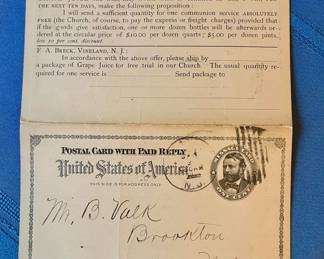 THE NEXT TEN DAYS, make the following proposition:
I will send a sufficient quantity for one communion service ABSOLUTELY
FREE (the Church, of course, to pay the express or freight charges) provided that
if the goods give satisfaction, one or more dozen bottles will be afterwards or-
dered at the circular price of $10.00 per dozen quarts; $5.00 per dozen pints,
less 10 per cent. discount.
F. A. BRECK, VINELAND, N. J.:
In accordance with the above offer, please ship by
a package of Grape Juice for free trial in our Church. The usual quantity re-
quired for one service is Send package to
POSTAL CARD WITH PAID REPLY.
United States of America
THIS SIDE IS FOR ADDRESS ONLY.
N.J.
ONE CENT
Mr. B. Valk
Brookton